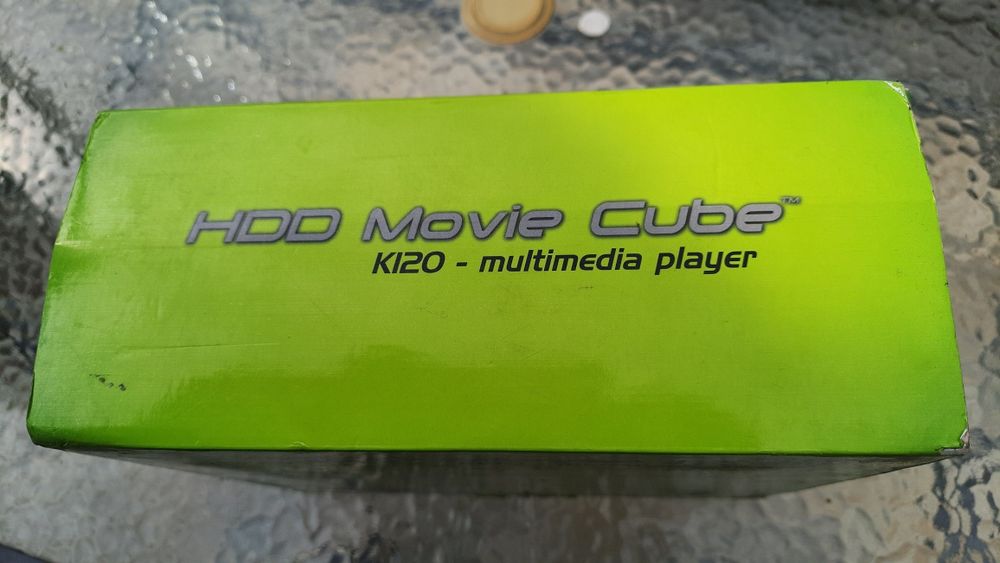 HDD Movie Cube™
K120 - multimedia player